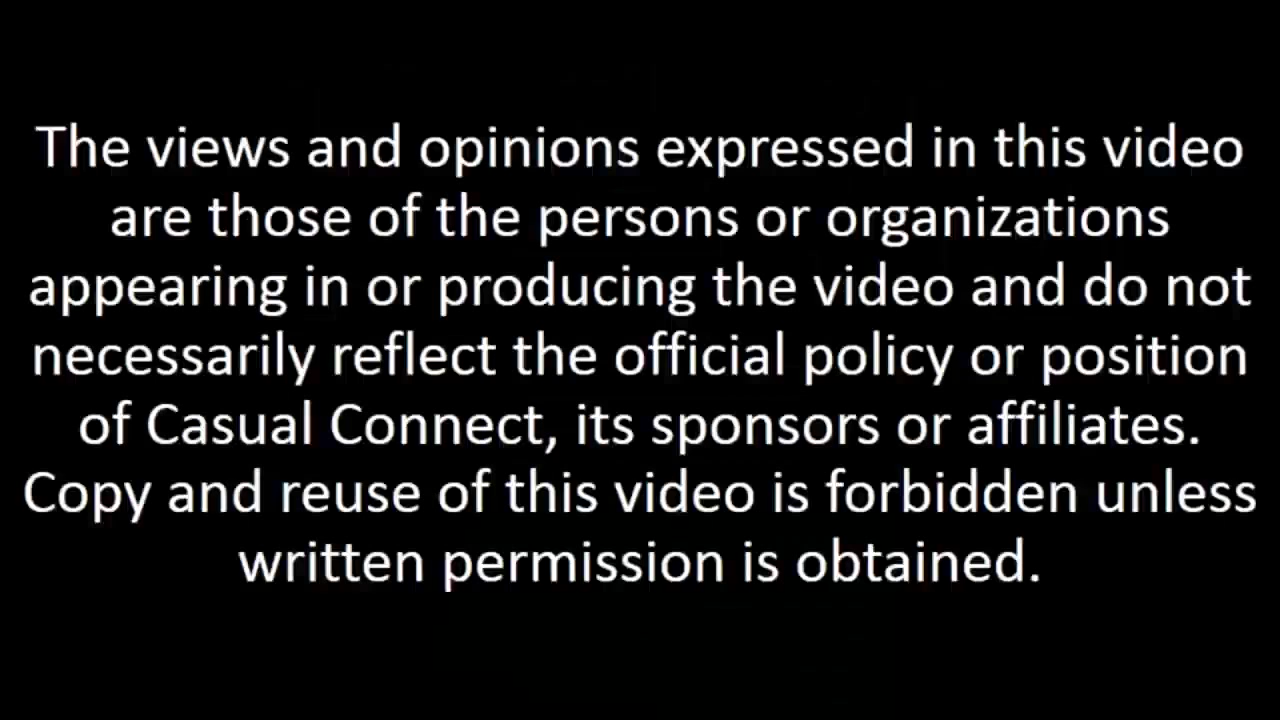 The views and opinions expressed in this video
are those of the persons or organizations
appearing in or producing the video and do not
necessarily reflect the official policy or position
of Casual Connect, its sponsors or affiliates.
Copy and reuse of this video is forbidden unless
written permission is obtained.